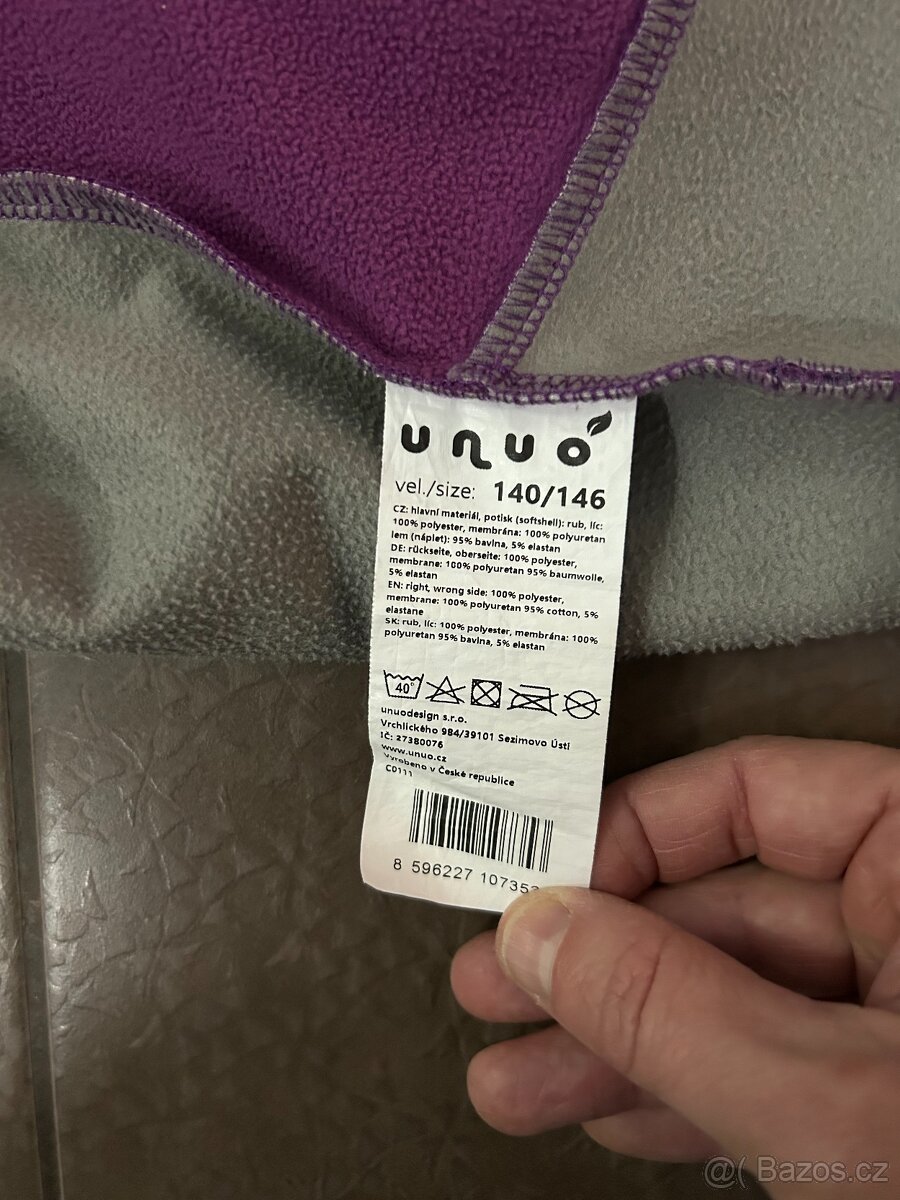 unuo
vel./size: 140/146
CZ: hlavní materiál, potisk (softshell): rub, líc:
100% polyester, membrána: 100% polyuretan
lem (náplet): 95% bavlna, 5% elastan
DE: rückseite, oberseite: 100% polyester,
membrane: 100% polyuretan 95% baumwolle,
5% elastan
EN: right, wrong side: 100% polyester,
membrane: 100% polyuretan 95% cotton, 5%
elastane
SK: rub, líc: 100% polyester, membrána: 100%
polyuretan 95% bavlna, 5% elastan
40°
unuodesign s.r.o.
Vrchlického 984/39101 Sezimovo Ústí
IČ: 27380076
www.unuo.cz
Vyrobeno v České republice
CD111
8 596227 10735
@( Bazos.cz